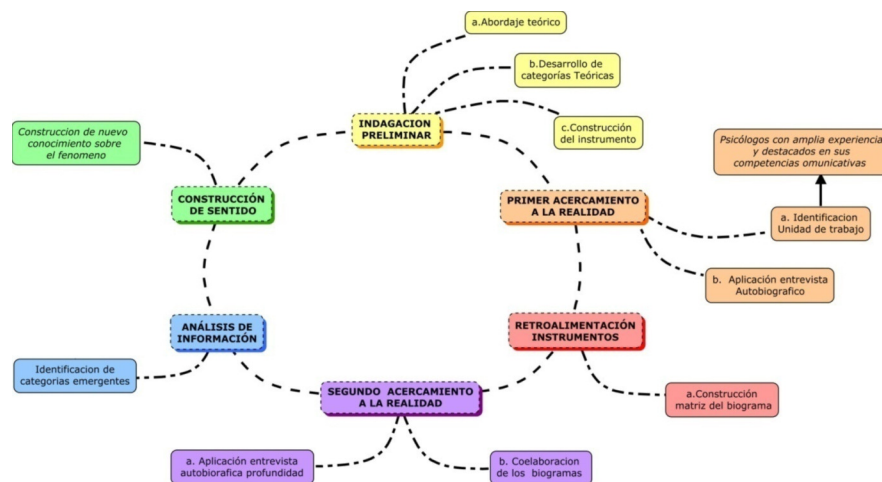 a.Abordaje teórico
b.Desarrollo de
categorías Teóricas
INDAGACION
PRELIMINAR
c.Construcción
del instrumento
Construccion de nuevo
conocimiento sobre
el fenomeno
Psicólogos con amplia experiencia
y destacados en sus
competencias omunicativas
CONSTRUCCIÓN
DE SENTIDO
PRIMER ACERCAMIENTO
A LA REALIDAD
a. Identificacion
Unidad de trabajo
b. Aplicación entrevista
Autobiografico
ANÁLISIS DE
INFORMACIÓN
RETROALIMENTACIÓN
INSTRUMENTOS
Identificacion de
categorias emergentes
SEGUNDO ACERCAMIENTO
A LA REALIDAD
a.Construcción
matriz del biograma
a. Aplicación entrevista
autobiorafica profundidad
b. Coelaboracion
de los biogramas